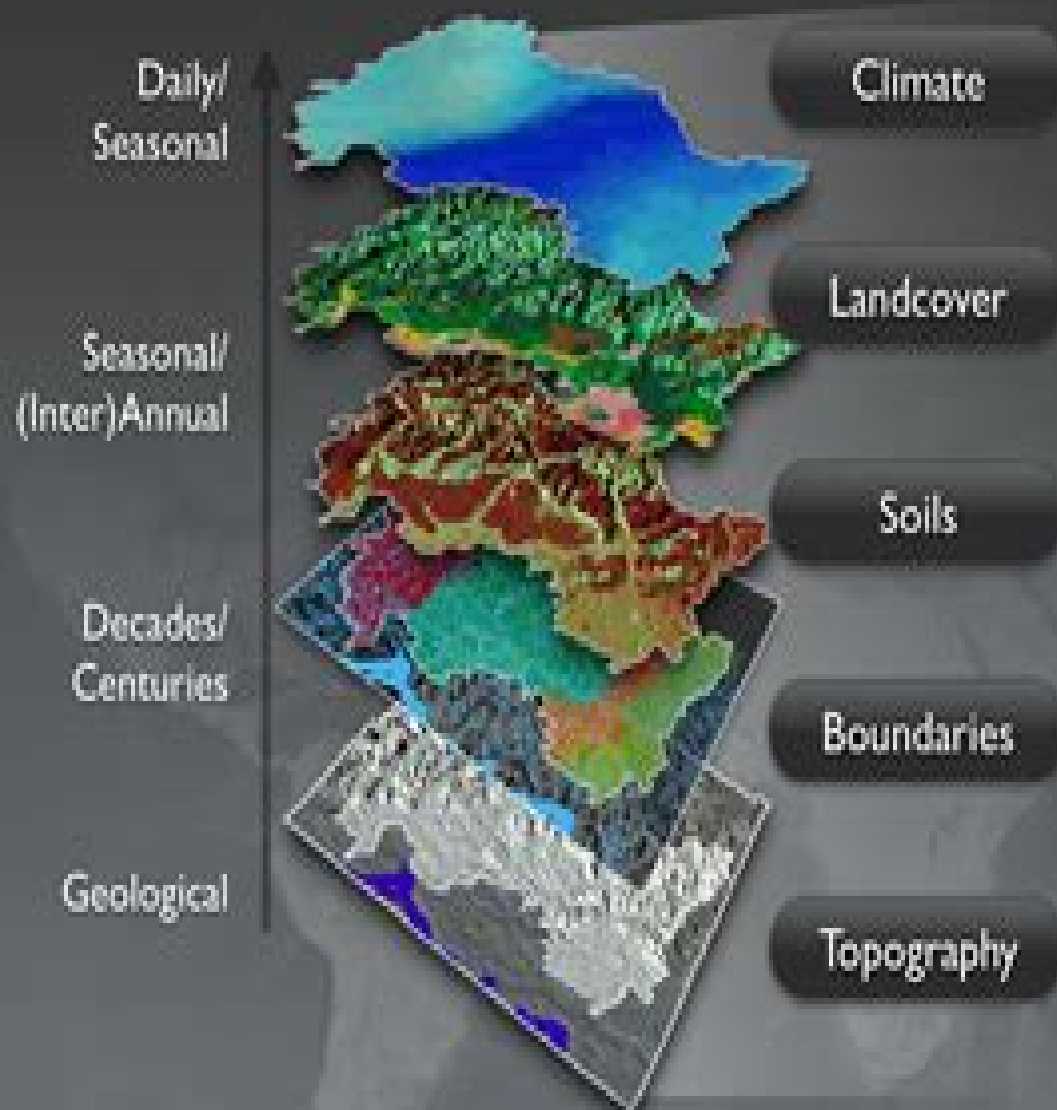 Daily/
Seasonal
Climate
Landcover
Seasonal/
(Inter)Annual
Soils
Decades/
Centuries
Boundaries
Geological
Topography